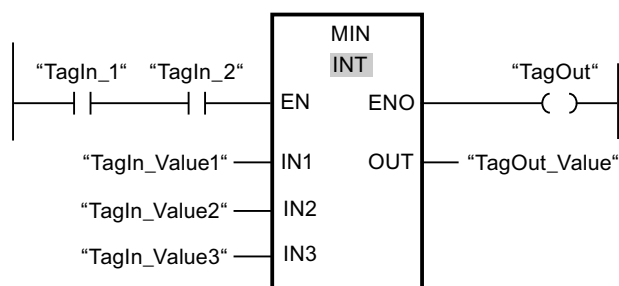 MIN
INT
“TagIn_1“ “TagIn_2“ “TagOut“
EN ENO
“TagIn_Value1“ IN1 OUT “TagOut_Value“
“TagIn_Value2“ IN2
“TagIn_Value3“ IN3